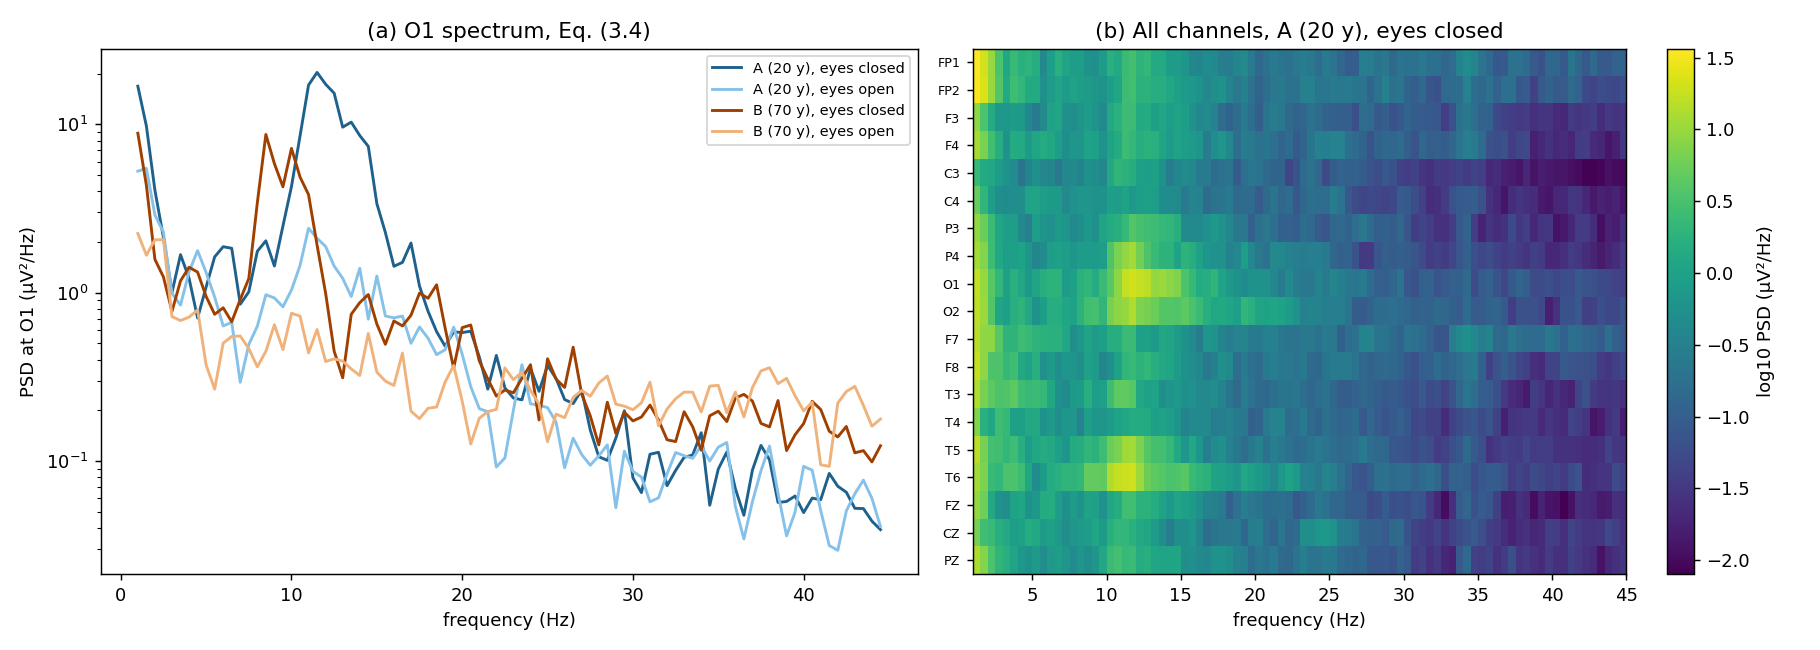 (a) O1 spectrum, Eq. (3.4)
PSD at O1 (µV²/Hz)
10¹
10⁰
10⁻¹
A (20 y), eyes closed
A (20 y), eyes open
B (70 y), eyes closed
B (70 y), eyes open
0 10 20 30 40
frequency (Hz)
(b) All channels, A (20 y), eyes closed
FP1
FP2
F3
F4
C3
C4
P3
P4
O1
O2
F7
F8
T3
T4
T5
T6
FZ
CZ
PZ
5 10 15 20 25 30 35 40 45
frequency (Hz)
1.5
1.0
0.5
0.0
−0.5
−1.0
−1.5
−2.0
log10 PSD (µV²/Hz)